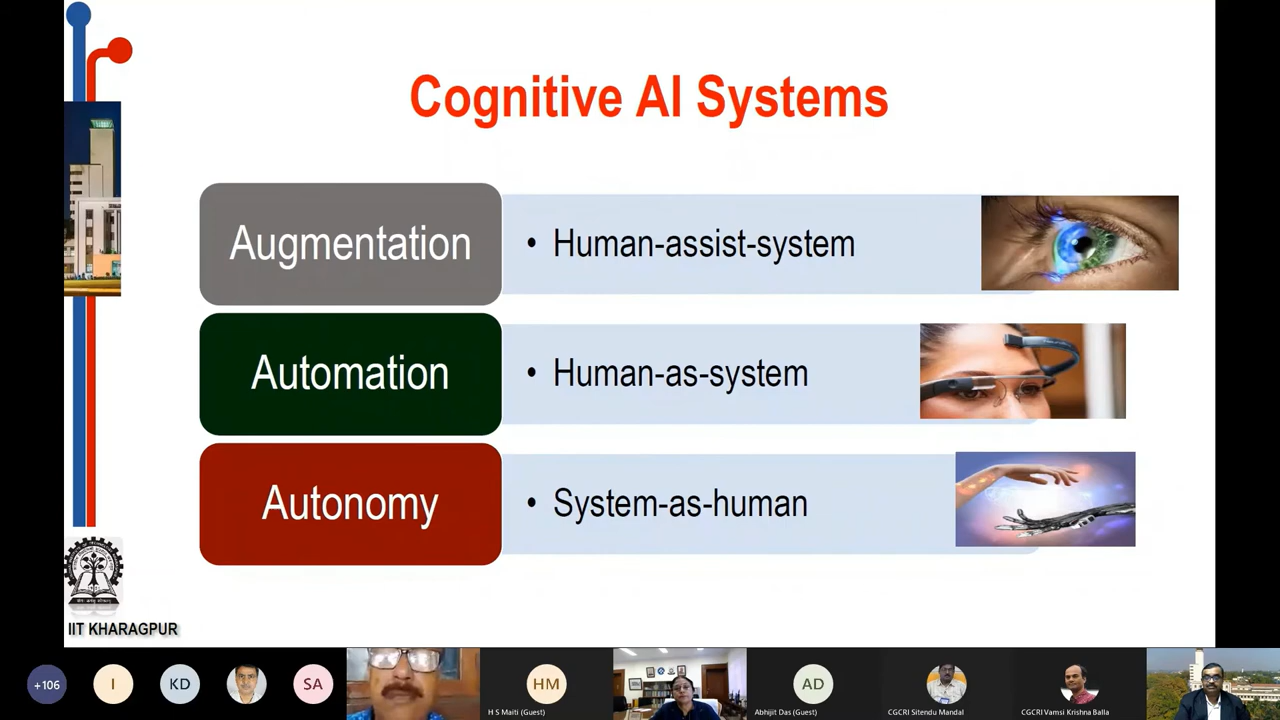 Cognitive AI Systems
Augmentation
• Human-assist-system
Automation
• Human-as-system
Autonomy
• System-as-human
IIT KHARAGPUR
+106
I
KD
SA
HM
H S Maiti (Guest)
AD
Abhijit Das (Guest)
CGCRI Sitendu Mandal
CGCRI Vamsi Krishna Balla